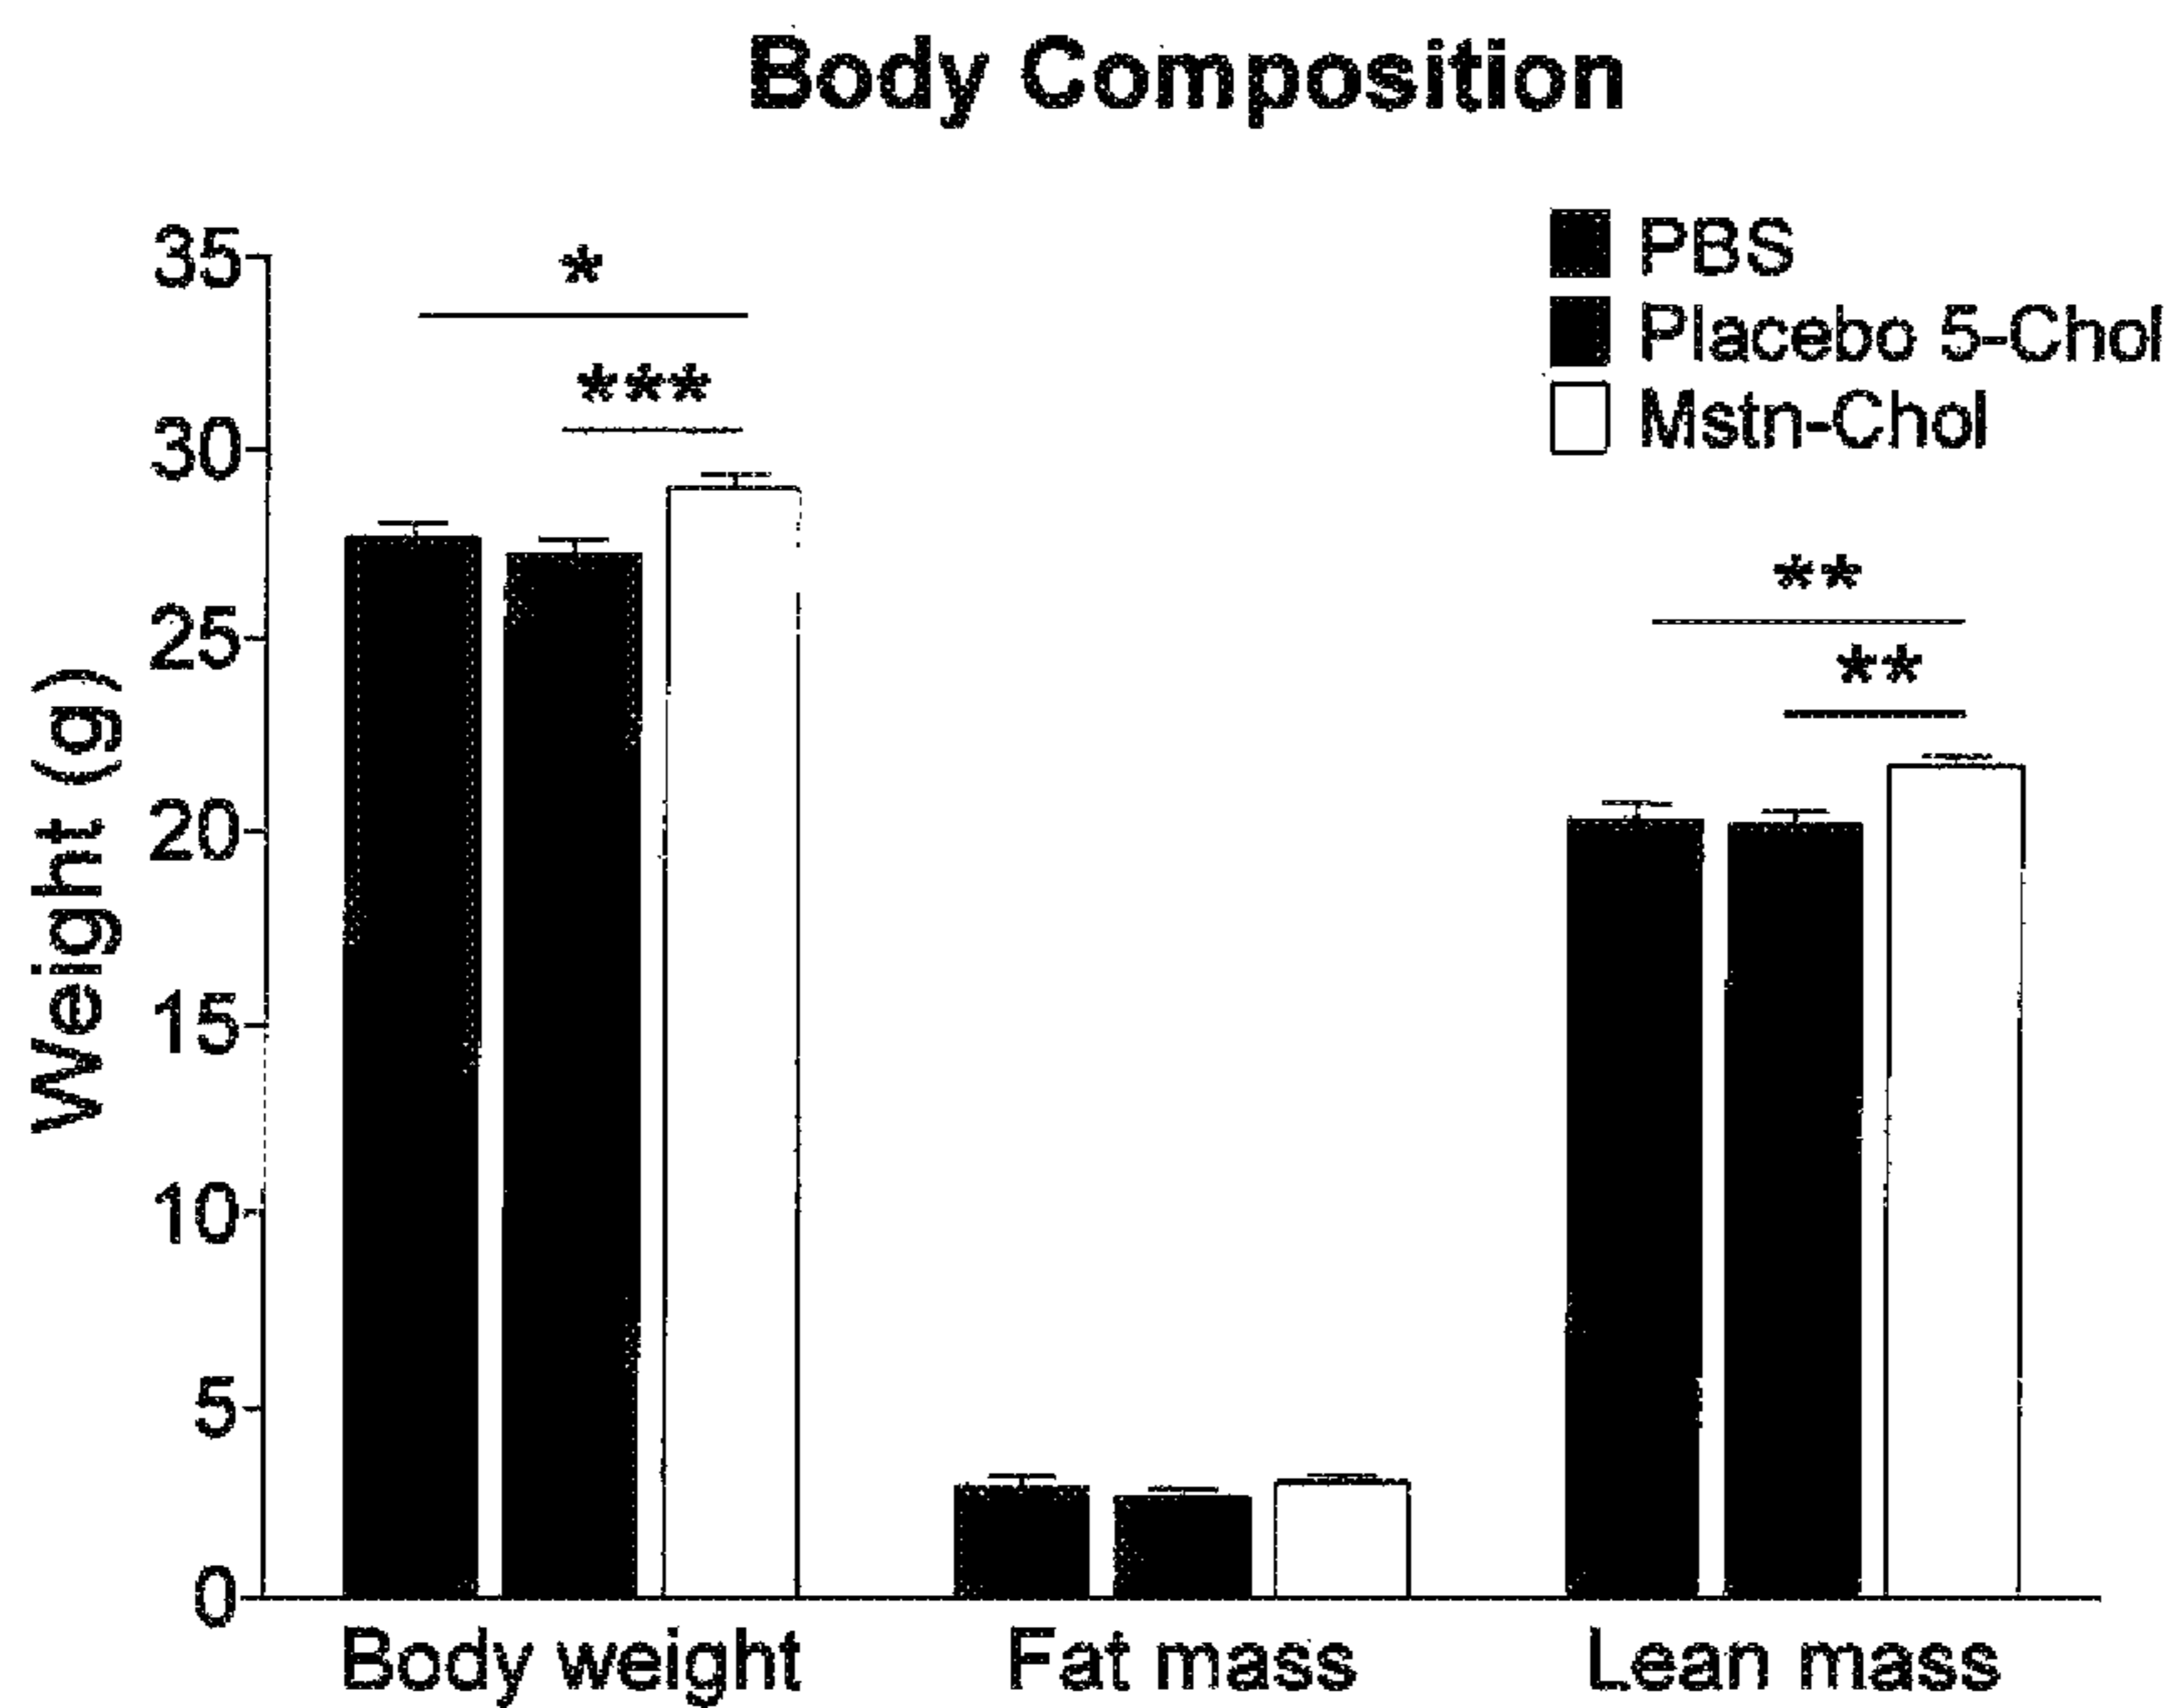 Body Composition
PBS
Placebo 5-Chol
Mstn-Chol
*
***
**
**
Weight (g)
35
30
25
20
15
10
5
0
Body weight
Fat mass
Lean mass